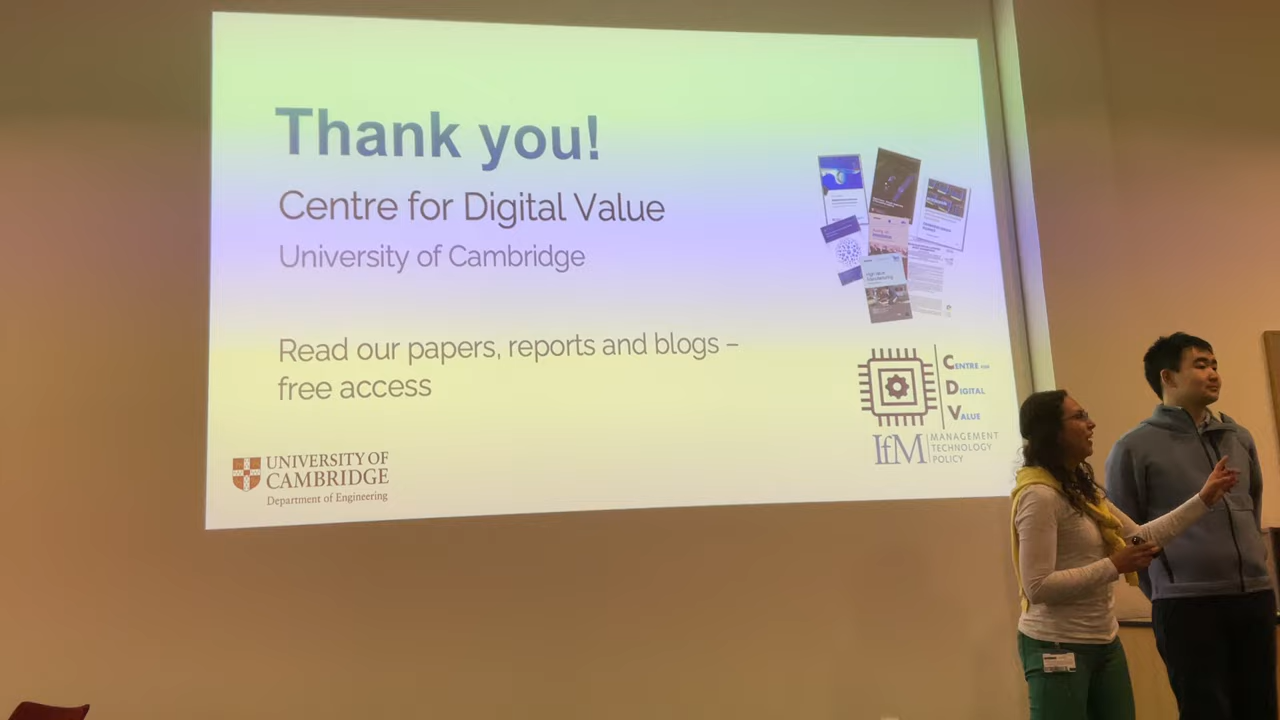 Thank you!
Centre for Digital Value
University of Cambridge
Read our papers, reports and blogs –
free access
UNIVERSITY OF
CAMBRIDGE
Department of Engineering
CENTRE FOR
DIGITAL
VALUE
IfM
MANAGEMENT
TECHNOLOGY
POLICY